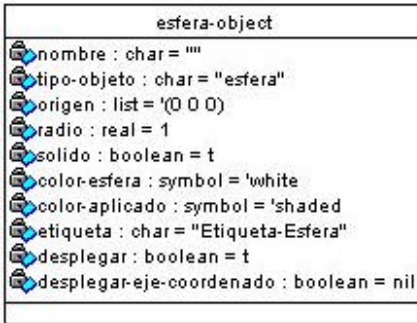 esfera-object
nombre : char = ""
tipo-objeto : char = "esfera"
origen : list = '(0 0 0)
radio : real = 1
solido : boolean = t
color-esfera : symbol = 'white
color-aplicado : symbol = 'shaded
etiqueta : char = "Etiqueta-Esfera"
desplegar : boolean = t
desplegar-eje-coordenado : boolean = nil